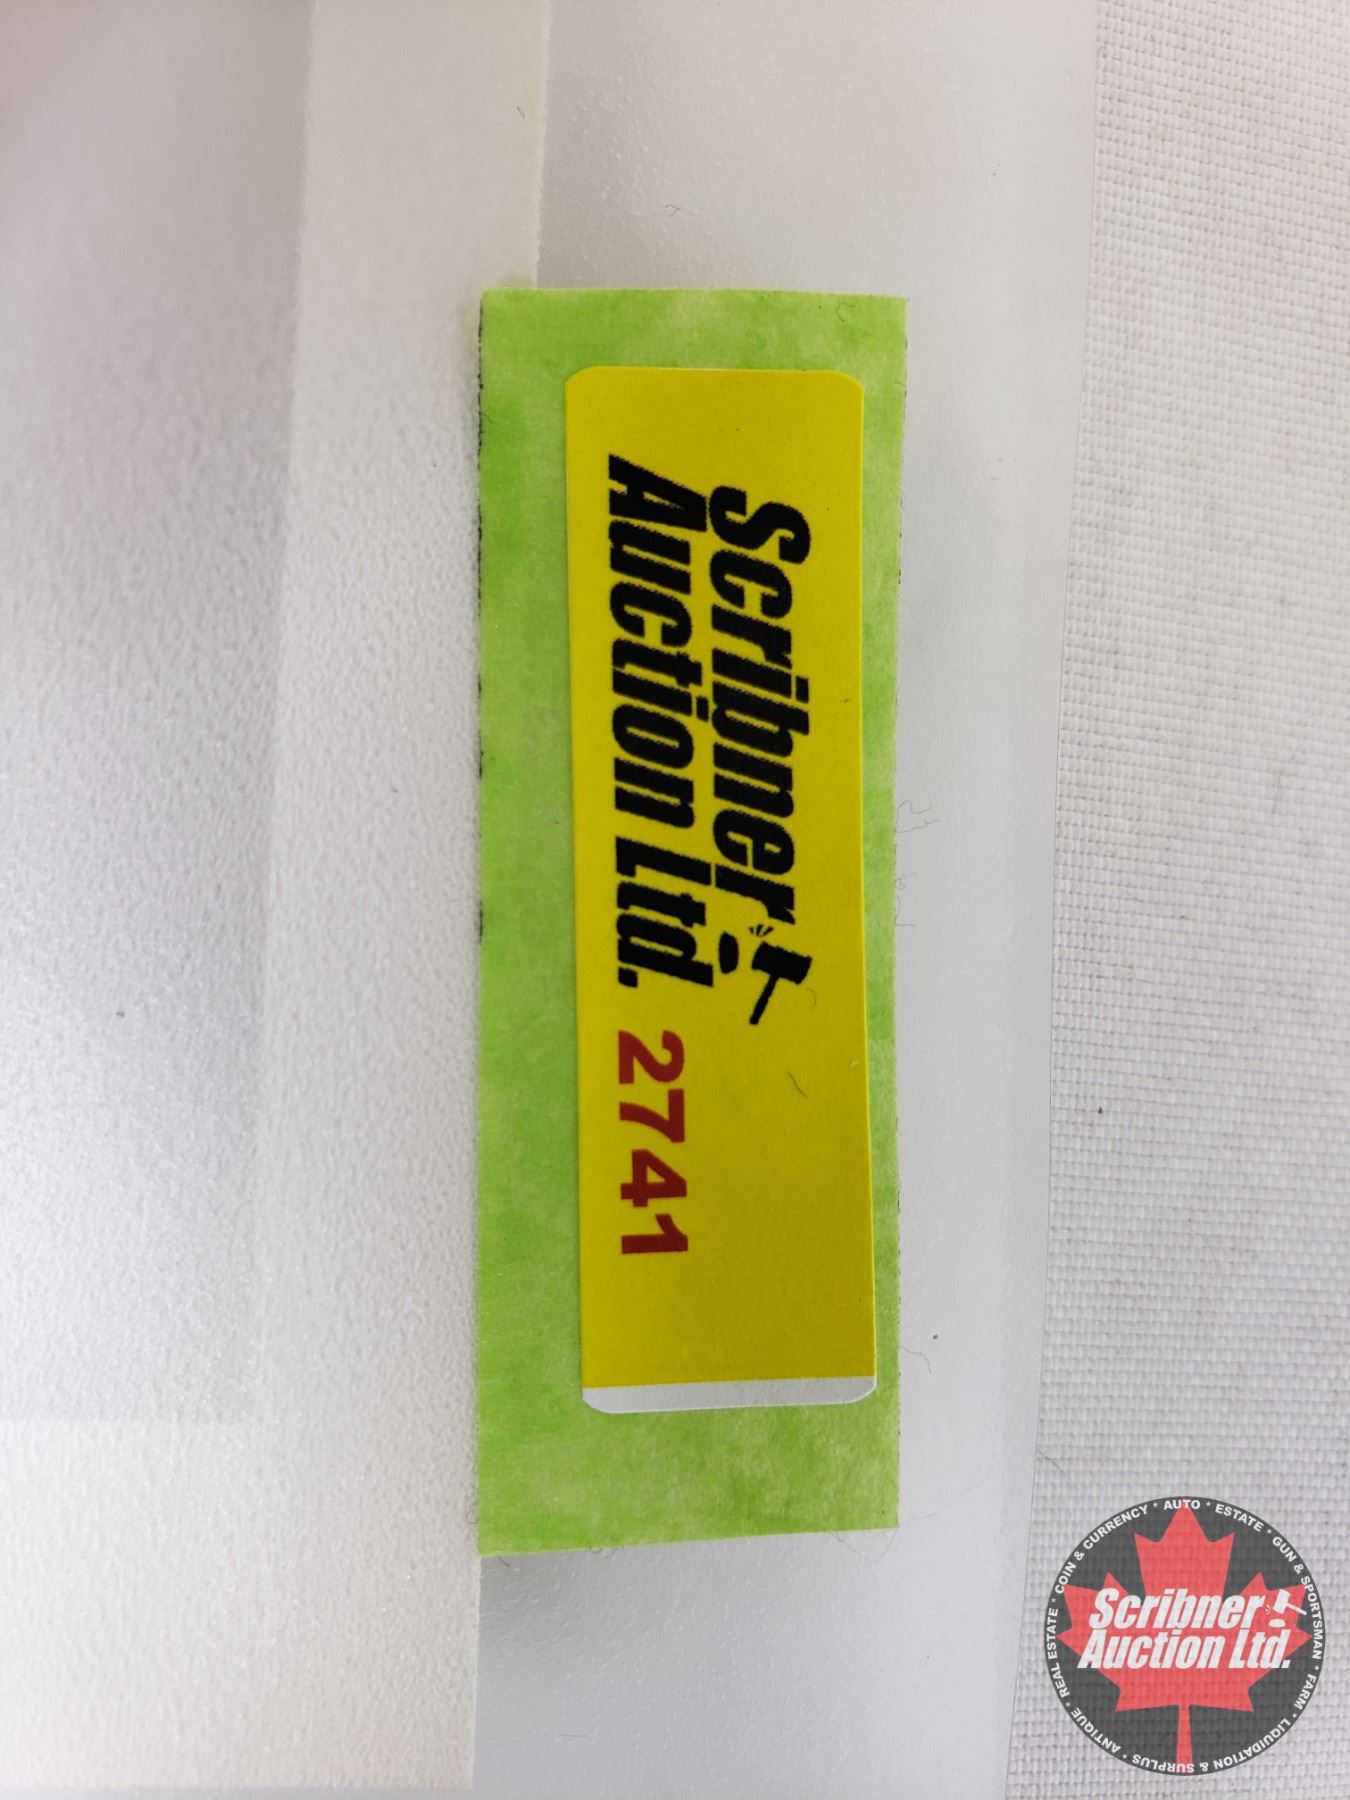 Scribner
Auction Ltd. 2741
COIN & CURRENCY * AUTO * ESTATE * GUN & SPORTSMAN * FARM * LIQUIDATION & SURPLUS * ANTIQUE * REAL ESTATE *
Scribner
Auction Ltd.